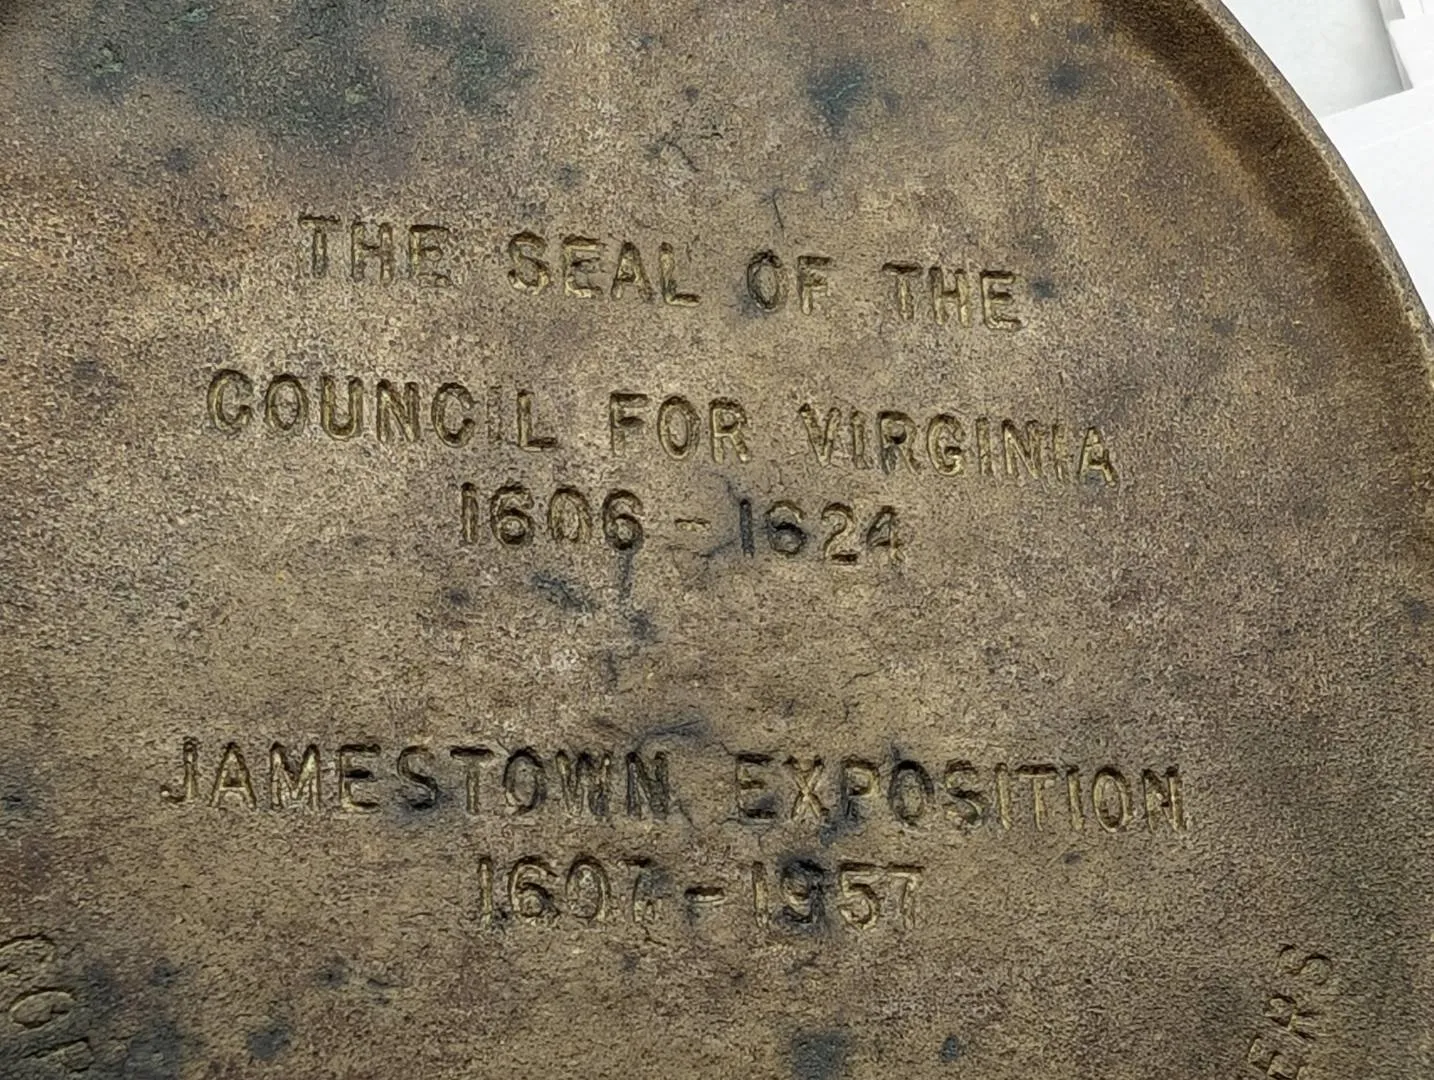 THE SEAL OF THE
COUNCIL FOR VIRGINIA
1606 - 1624
JAMESTOWN EXPOSITION
1607-1957